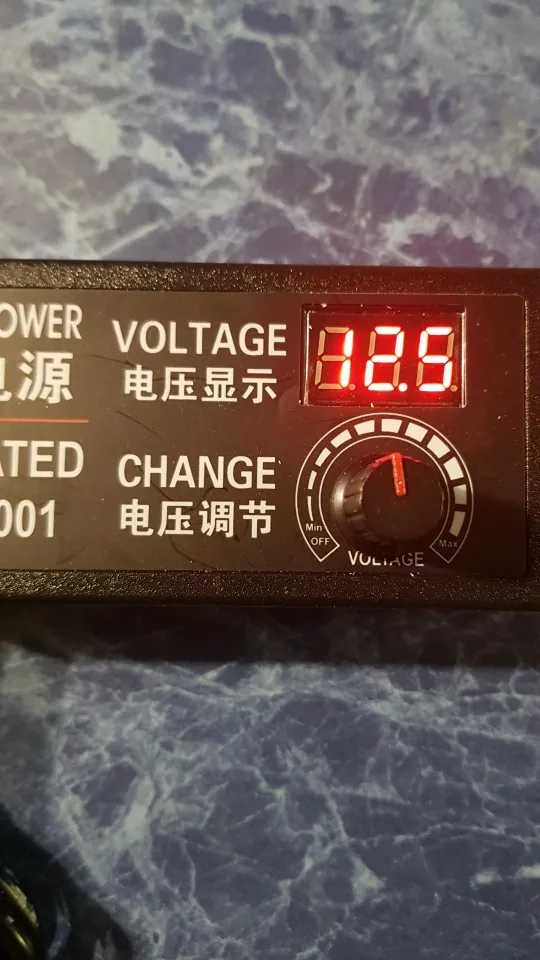 OWER
源
ATED
001
VOLTAGE
电压显示
12.5
CHANGE
电压调节
Min
OFF
Max
VOLTAGE